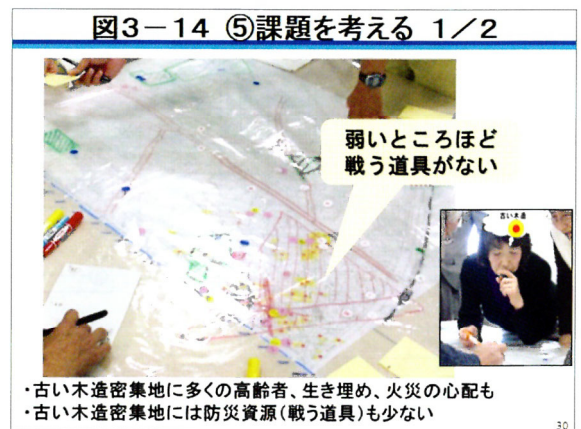 図3-14 ⑤課題を考える 1/2
弱いところほど
戦う道具がない
古い木造
・古い木造密集地に多くの高齢者、生き埋め、火災の心配も
・古い木造密集地には防災資源(戦う道具)も少ない
30